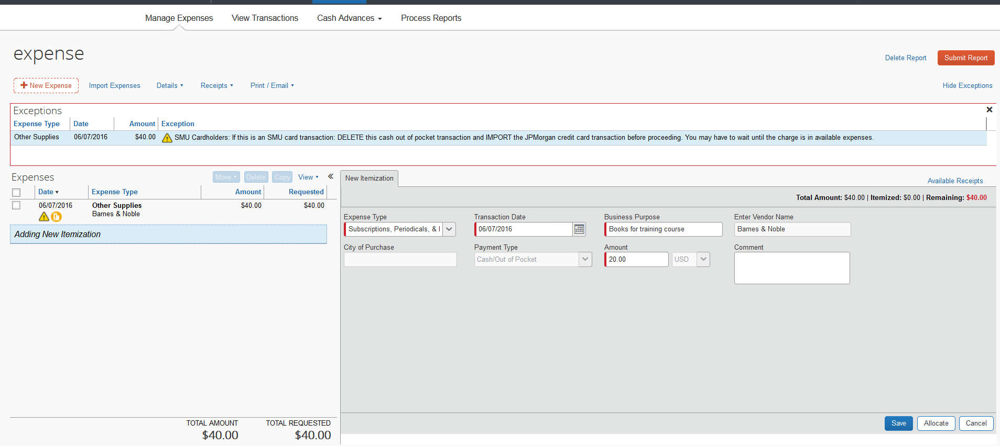 Manage Expenses View Transactions Cash Advances Process Reports
expense
Delete Report Submit Report
New Expense Import Expenses Details Receipts Print / Email Hide Exceptions
Exceptions
Expense Type Date Amount Exception
Other Supplies 06/07/2016 $40.00 SMU Cardholders: If this is an SMU card transaction: DELETE this cash out of pocket transaction and IMPORT the JPMorgan credit card transaction before proceeding. You may have to wait until the charge is in available expenses.
Expenses Move Delete Copy View
Date Expense Type Amount Requested
06/07/2016 Other Supplies $40.00 $40.00
Barnes & Noble
Adding New Itemization
TOTAL AMOUNT TOTAL REQUESTED
$40.00 $40.00
New Itemization
Available Receipts
Total Amount: $40.00 | Itemized: $0.00 | Remaining: $40.00
Expense Type Transaction Date Business Purpose Enter Vendor Name
Subscriptions, Periodicals, & 06/07/2016 Books for training course Barnes & Noble
City of Purchase Payment Type Amount Comment
Cash/Out of Pocket 20.00 USD
Save Allocate Cancel